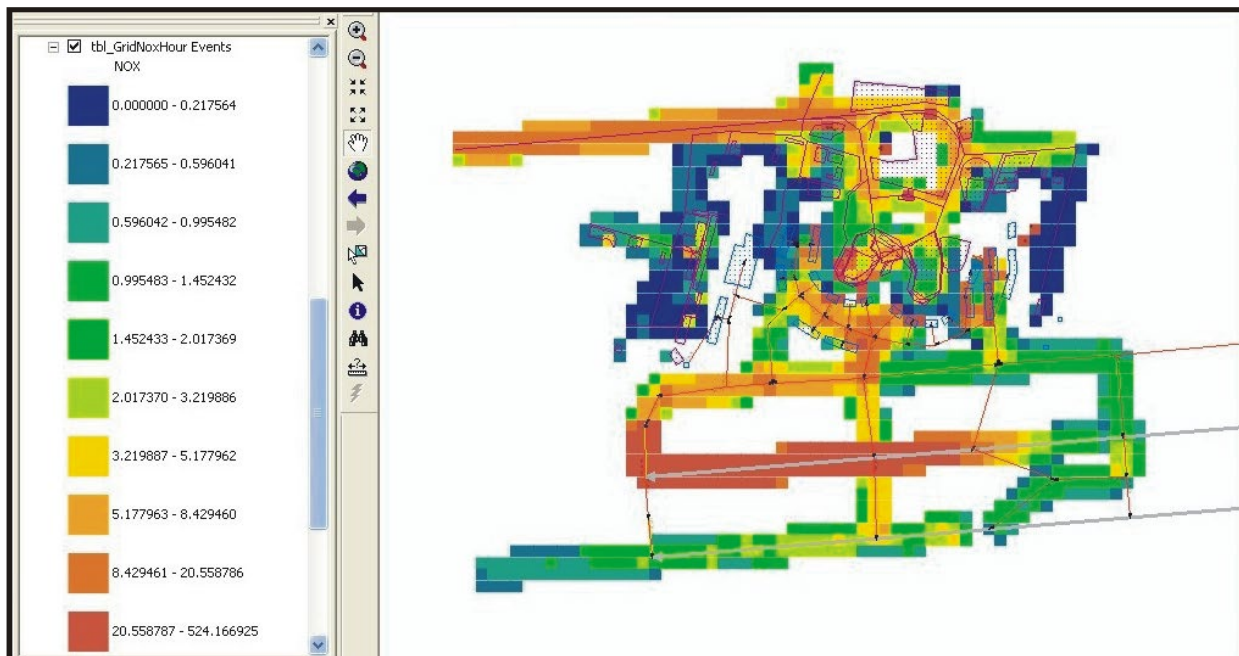 tbl_GridNoxHour Events
NOX
0.000000 - 0.217564
0.217565 - 0.596041
0.596042 - 0.995482
0.995483 - 1.452432
1.452433 - 2.017369
2.017370 - 3.219886
3.219887 - 5.177962
5.177963 - 8.429460
8.429461 - 20.558786
20.558787 - 524.166925